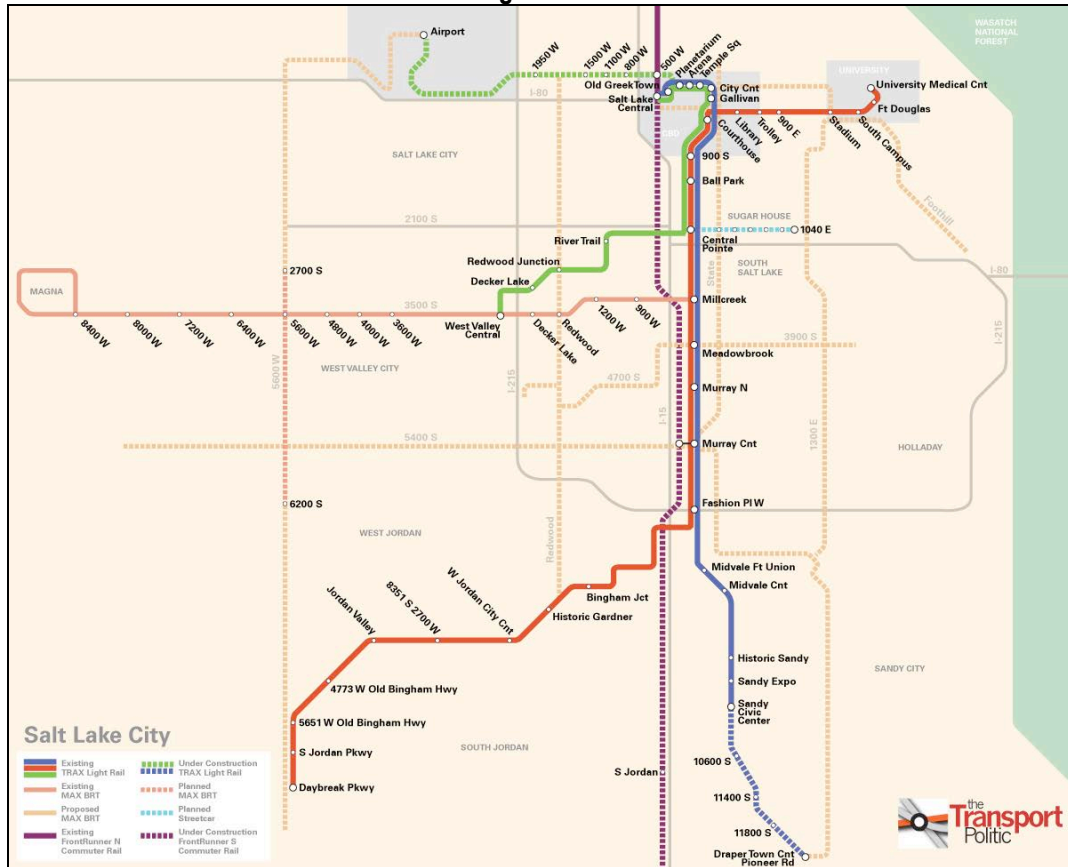 WASATCH
NATIONAL
FOREST
Airport
1950 W
1500 W
1100 W
800 W
500 W
Planetarium
Arena
Temple Sq
Old GreekTown
Salt Lake
Central
I-80
City Cnt
Gallivan
UNIVERSITY
University Medical Cnt
Ft Douglas
CBD
Courthouse
Library
Trolley
900 E
Stadium
South Campus
SALT LAKE CITY
900 S
Ball Park
Foothill
2100 S
SUGAR HOUSE
1040 E
River Trail
Central
Pointe
SOUTH
SALT LAKE
State
I-80
Redwood Junction
2700 S
Decker Lake
MAGNA
3500 S
Millcreek
1200 W
900 W
8400 W
8000 W
7200 W
6400 W
5600 W
4800 W
4000 W
3600 W
West Valley
Central
Decker Lake
Redwood
I-215
3900 S
Meadowbrook
WEST VALLEY CITY
5600 W
I-215
4700 S
Murray N
I-15
5400 S
Murray Cnt
1300 E
HOLLADAY
6200 S
Fashion Pl W
WEST JORDAN
Redwood
Midvale Ft Union
Midvale Cnt
Bingham Jct
Historic Gardner
W Jordan City Cnt
8351 S 2700 W
Jordan Valley
Historic Sandy
Sandy Expo
SANDY CITY
4773 W Old Bingham Hwy
Sandy
Civic
Center
5651 W Old Bingham Hwy
Salt Lake City
SOUTH JORDAN
S Jordan Pkwy
10600 S
S Jordan
Daybreak Pkwy
11400 S
11800 S
Draper Town Cnt
Pioneer Rd
Existing
TRAX Light Rail
Under Construction
TRAX Light Rail
Existing
MAX BRT
Planned
MAX BRT
Proposed
MAX BRT
Planned
Streetcar
Existing
FrontRunner N
Commuter Rail
Under Construction
FrontRunner S
Commuter Rail
the
Transport
Politic